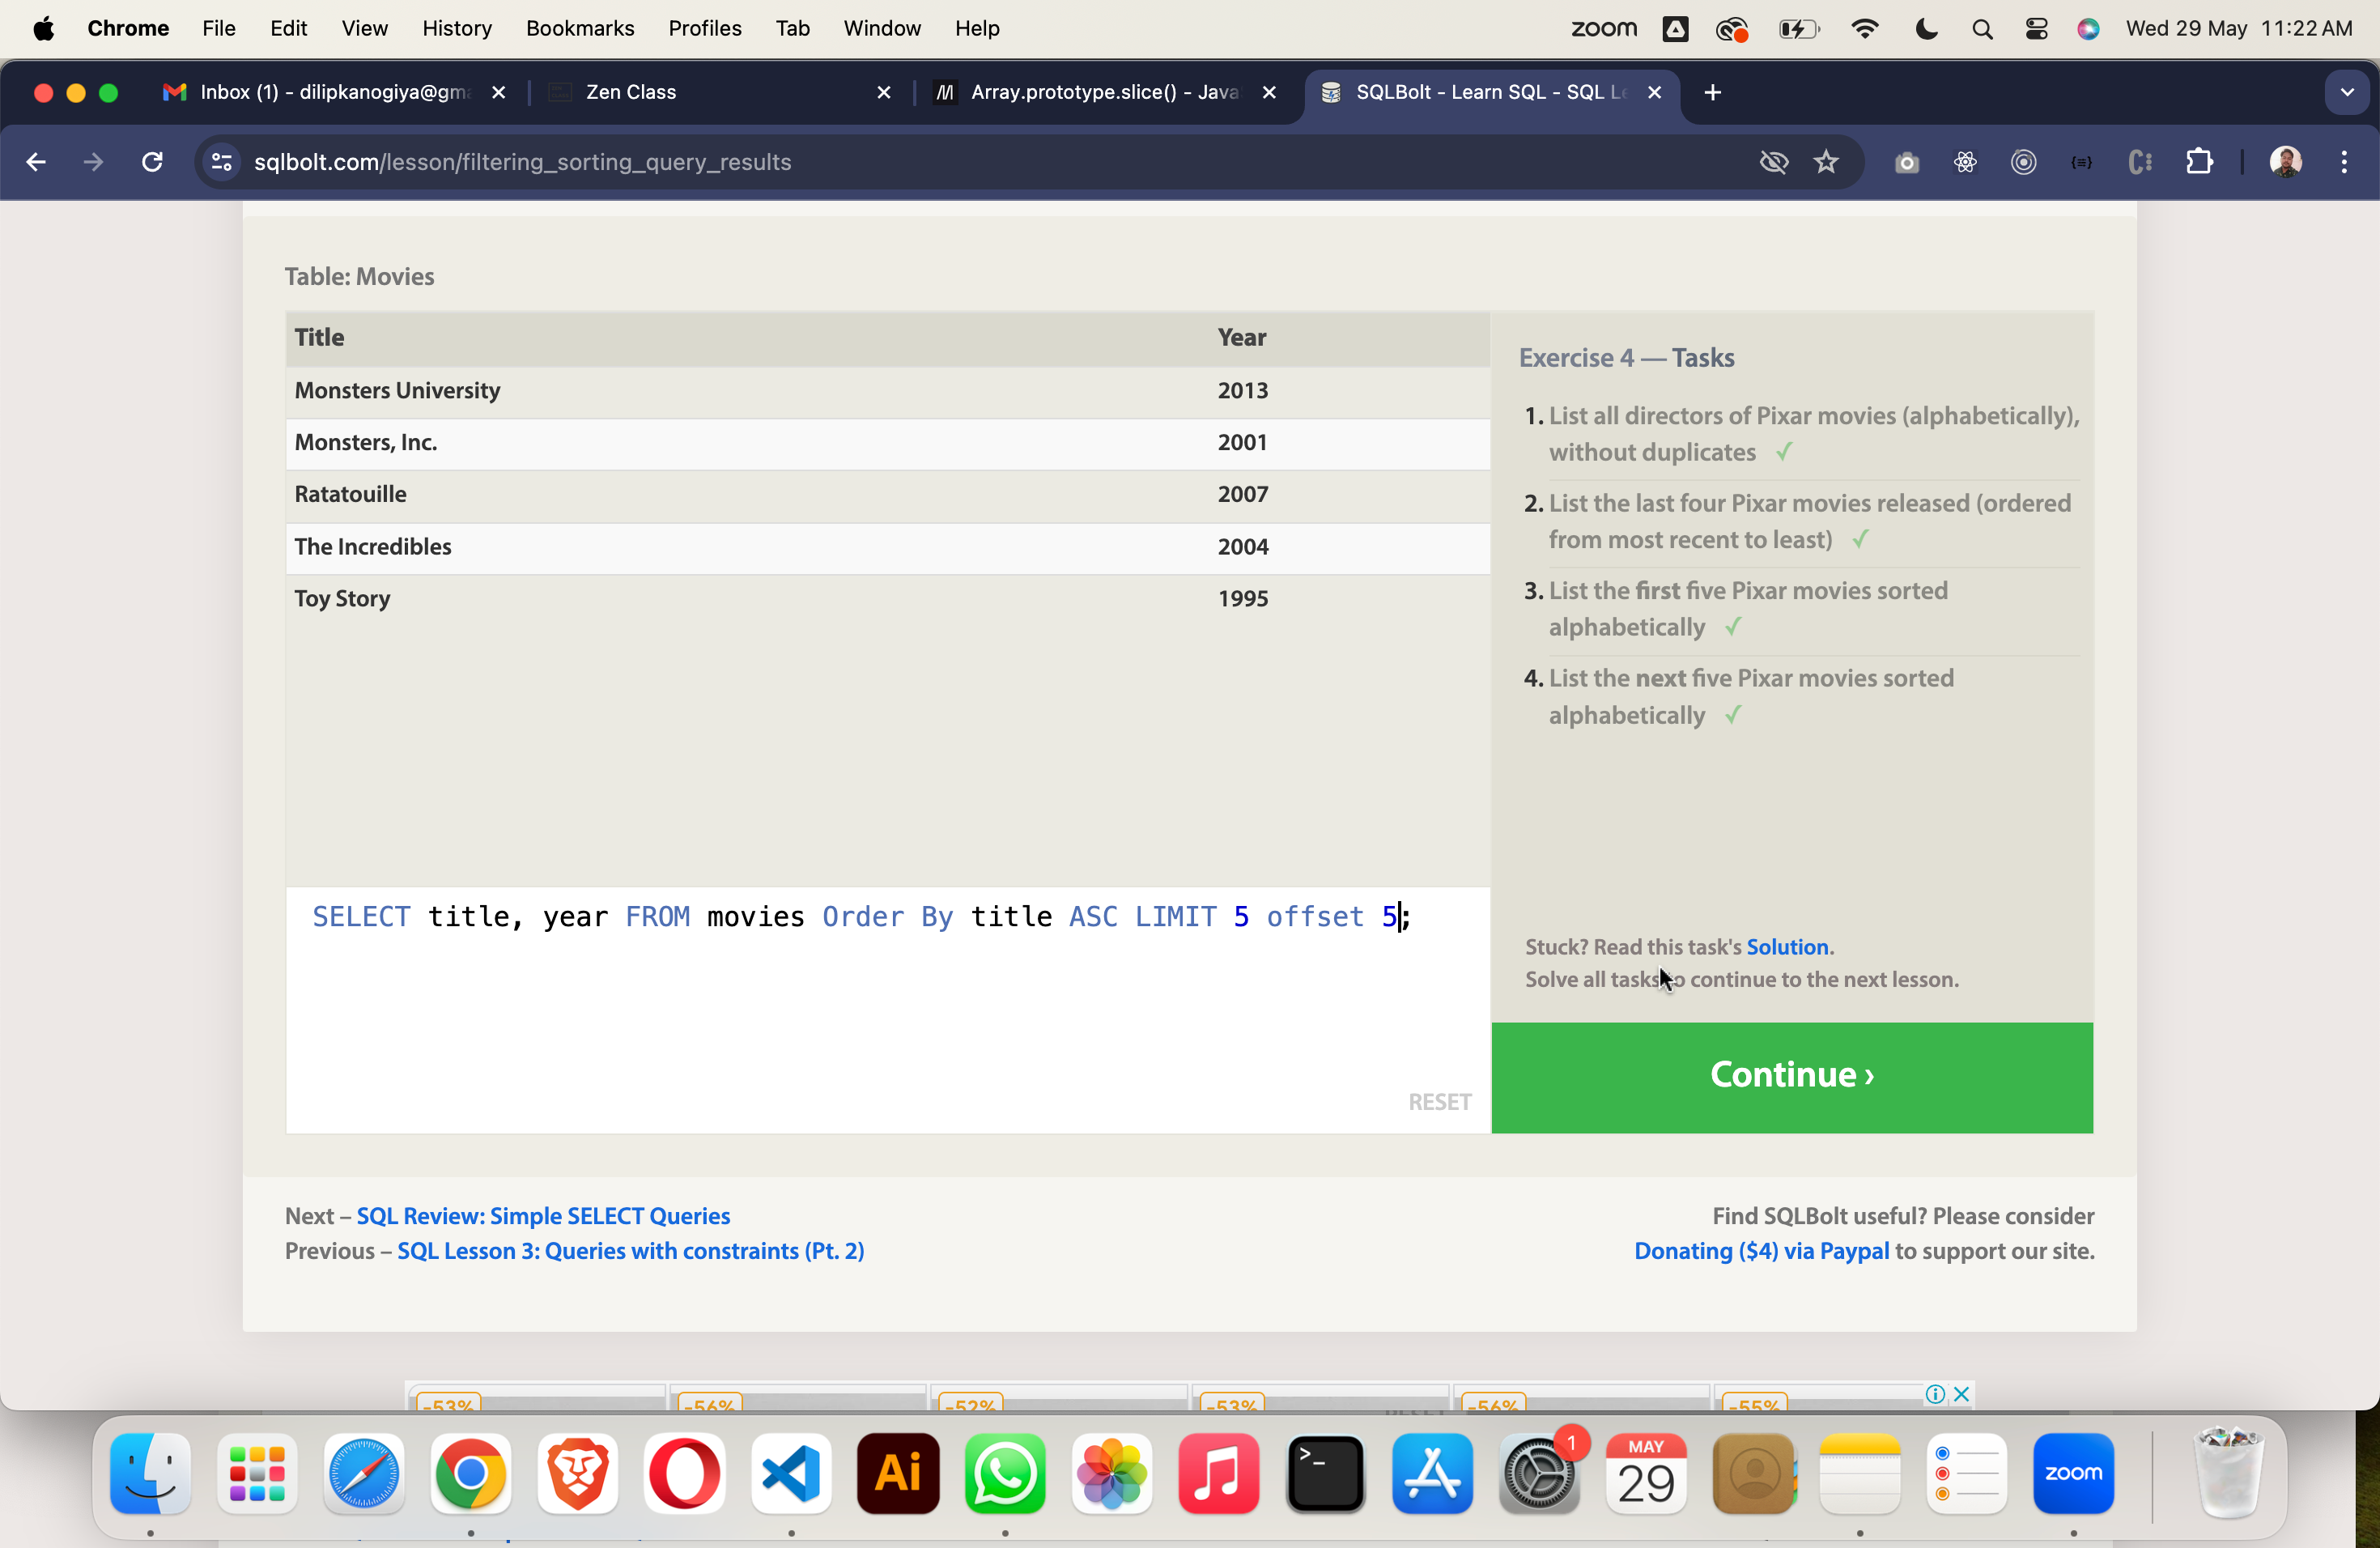 Chrome File Edit View History Bookmarks Profiles Tab Window Help zoom Wed 29 May 11:22 AM
Inbox (1) - dilipkanogiya@gma Zen Class Array.prototype.slice() - Java SQLBolt - Learn SQL - SQL Le
sqlbolt.com/lesson/filtering_sorting_query_results
Table: Movies
Title Year
Monsters University 2013
Monsters, Inc. 2001
Ratatouille 2007
The Incredibles 2004
Toy Story 1995
Exercise 4 — Tasks
1. List all directors of Pixar movies (alphabetically),
without duplicates ✓
2. List the last four Pixar movies released (ordered
from most recent to least) ✓
3. List the first five Pixar movies sorted
alphabetically ✓
4. List the next five Pixar movies sorted
alphabetically ✓
SELECT title, year FROM movies Order By title ASC LIMIT 5 offset 5;
RESET
Stuck? Read this task's Solution.
Solve all tasks to continue to the next lesson.
Continue ›
Next – SQL Review: Simple SELECT Queries
Previous – SQL Lesson 3: Queries with constraints (Pt. 2)
Find SQLBolt useful? Please consider
Donating ($4) via Paypal to support our site.
-53% -56% -52% -53% -56% -55%
Ai >_ 1 MAY 29 zoom